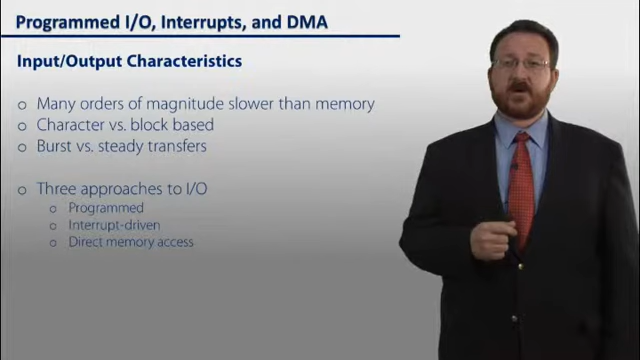 Programmed I/O, Interrupts, and DMA
Input/Output Characteristics
o Many orders of magnitude slower than memory
o Character vs. block based
o Burst vs. steady transfers
o Three approaches to I/O
o Programmed
o Interrupt-driven
o Direct memory access